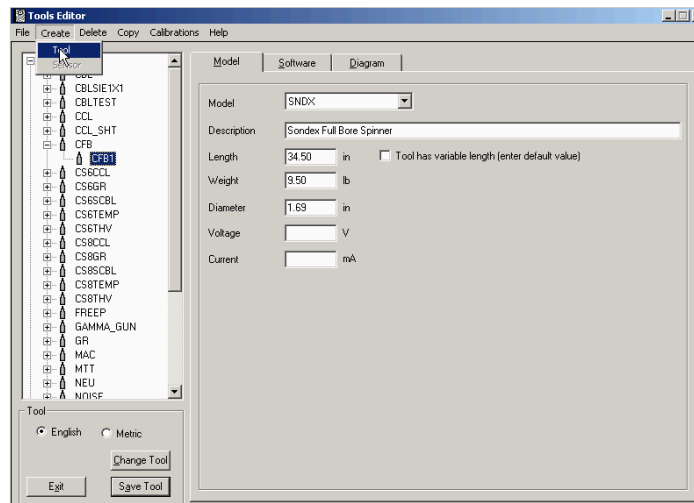 Tools Editor
File Create Delete Copy Calibrations Help
Tool
Sensor
CBL
CBLSIE1X1
CBLTEST
CCL
CCL_SHT
CFB
CFB1
CS6CCL
CS6GR
CS6SCBL
CS6TEMP
CS6THV
CS8CCL
CS8GR
CS8SCBL
CS8TEMP
CS8THV
FREEP
GAMMA_GUN
GR
MAC
MTT
NEU
NOISE
Tool
English Metric
Change Tool
Exit Save Tool
Model Software Diagram
Model SNDX
Description Sondex Full Bore Spinner
Length 34.50 in Tool has variable length (enter default value)
Weight 9.50 lb
Diameter 1.69 in
Voltage V
Current mA